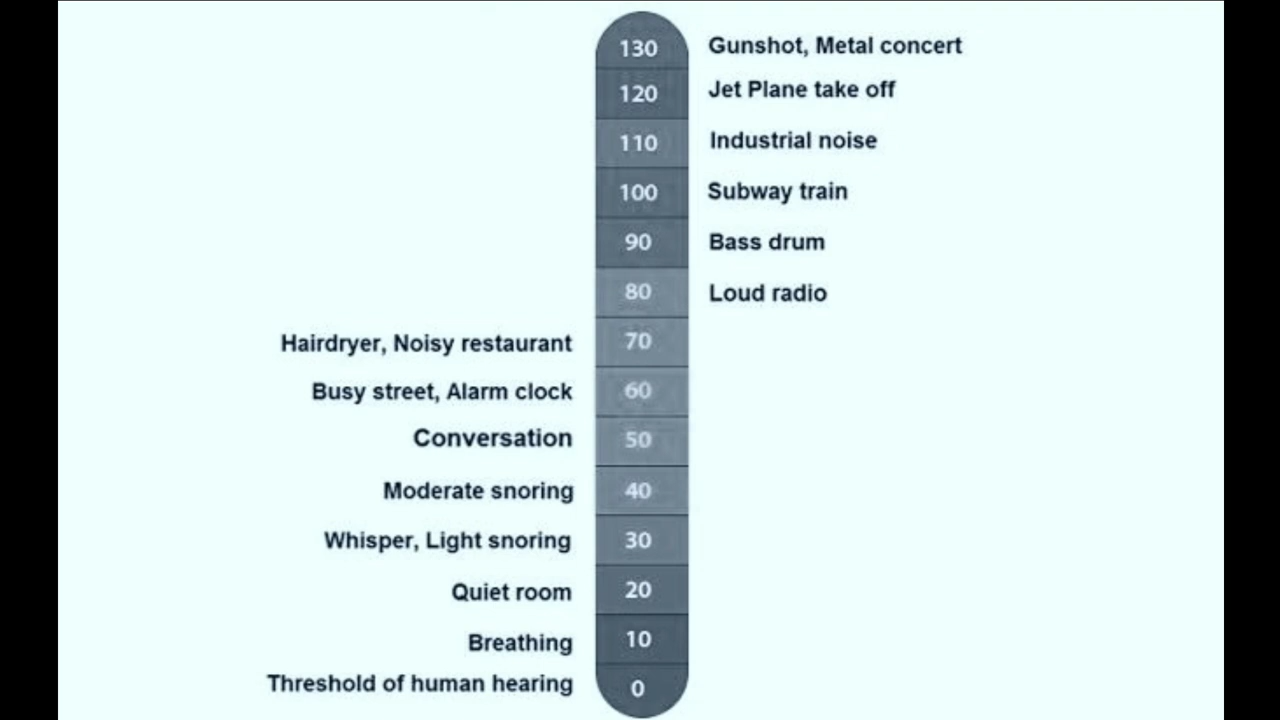 130 Gunshot, Metal concert
120 Jet Plane take off
110 Industrial noise
100 Subway train
90 Bass drum
80 Loud radio
Hairdryer, Noisy restaurant 70
Busy street, Alarm clock 60
Conversation 50
Moderate snoring 40
Whisper, Light snoring 30
Quiet room 20
Breathing 10
Threshold of human hearing 0